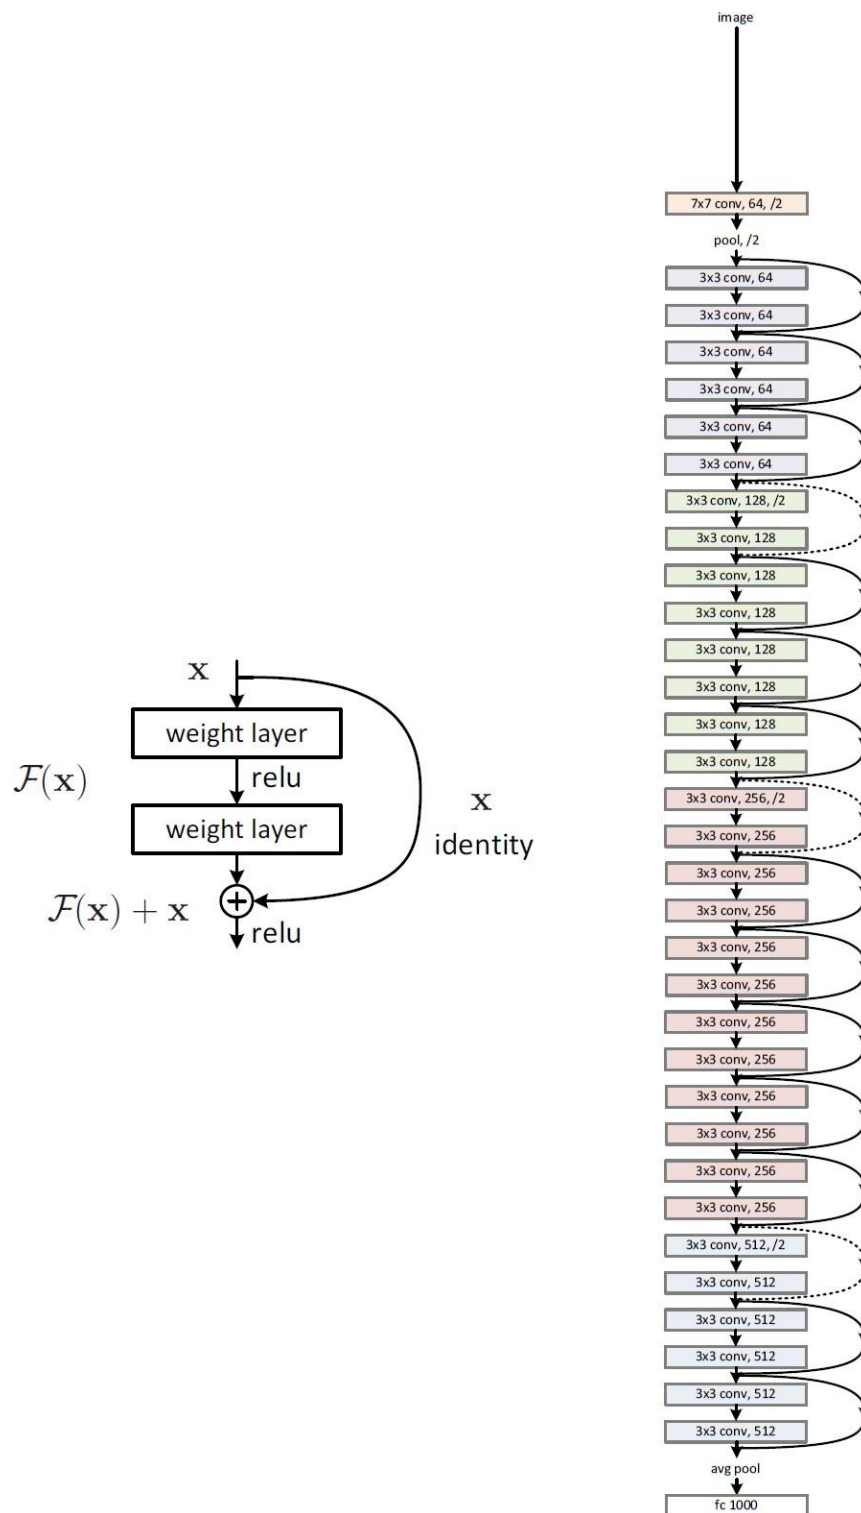 x
weight layer
relu
F(x)
weight layer
x
identity
F(x) + x
relu
image
7x7 conv, 64, /2
pool, /2
3x3 conv, 64
3x3 conv, 64
3x3 conv, 64
3x3 conv, 64
3x3 conv, 64
3x3 conv, 64
3x3 conv, 128, /2
3x3 conv, 128
3x3 conv, 128
3x3 conv, 128
3x3 conv, 128
3x3 conv, 128
3x3 conv, 128
3x3 conv, 128
3x3 conv, 256, /2
3x3 conv, 256
3x3 conv, 256
3x3 conv, 256
3x3 conv, 256
3x3 conv, 256
3x3 conv, 256
3x3 conv, 256
3x3 conv, 256
3x3 conv, 256
3x3 conv, 256
3x3 conv, 256
3x3 conv, 512, /2
3x3 conv, 512
3x3 conv, 512
3x3 conv, 512
3x3 conv, 512
3x3 conv, 512
avg pool
fc 1000